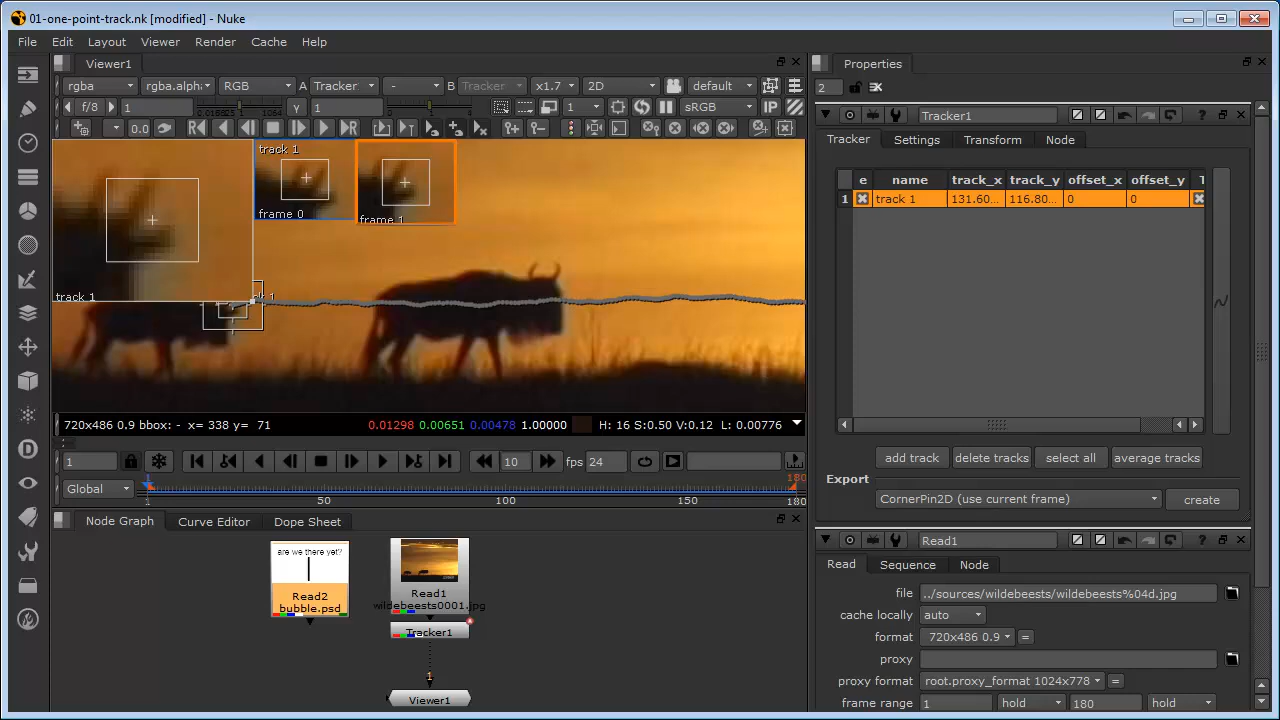 01-one-point-track.nk [modified] - Nuke
File Edit Layout Viewer Render Cache Help
Viewer1
rgba rgba.alpha RGB A Tracker - B Tracker x1.7 2D default
f/8 1 Y 1 1 sRGB IP
0.0
track 1
frame 0
frame 1
track 1
720x486 0.9 bbox: - x= 338 y= 71 0.01298 0.00651 0.00478 1.00000 H: 16 S:0.50 V:0.12 L: 0.00776
1 10 fps 24
Global 1 50 100 150 180
180
Node Graph Curve Editor Dope Sheet
are we there yet?
Read2
bubble.psd
Read1
wildebeests0001.jpg
Tracker1
1
Viewer1
Properties
2
Tracker1
Tracker Settings Transform Node
e name track_x track_y offset_x offset_y T
1 track 1 131.60... 116.80... 0 0
add track delete tracks select all average tracks
Export
CornerPin2D (use current frame) create
Read1
Read Sequence Node
file ../sources/wildebeests/wildebeests%04d.jpg
cache locally auto
format 720x486 0.9 =
proxy
proxy format root.proxy_format 1024x778 =
frame range 1 hold 180 hold